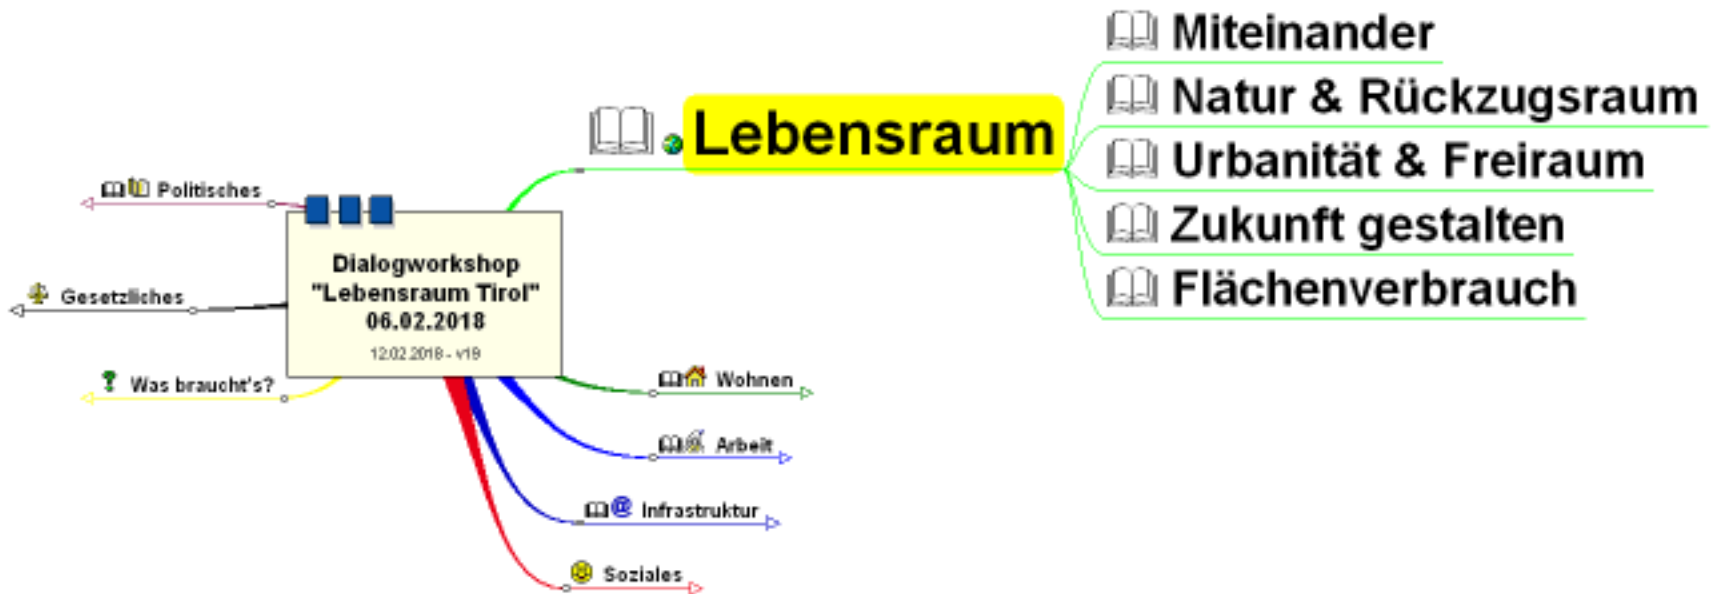 Miteinander
Natur & Rückzugsraum
Lebensraum
Urbanität & Freiraum
Zukunft gestalten
Flächenverbrauch
Politisches
Dialogworkshop
"Lebensraum Tirol"
06.02.2018
12.02.2018 - v19
Gesetzliches
Was braucht's?
Wohnen
Arbeit
Infrastruktur
Soziales